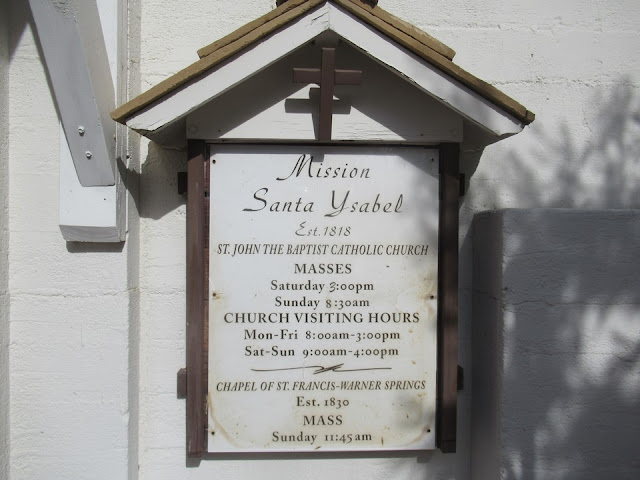 Mission
Santa Ysabel
Est. 1818
ST. JOHN THE BAPTIST CATHOLIC CHURCH
MASSES
Saturday 3:00pm
Sunday 8:30am
CHURCH VISITING HOURS
Mon-Fri 8:00am-3:00pm
Sat-Sun 9:00am-4:00pm
CHAPEL OF ST. FRANCIS-WARNER SPRINGS
Est. 1830
MASS
Sunday 11:45am